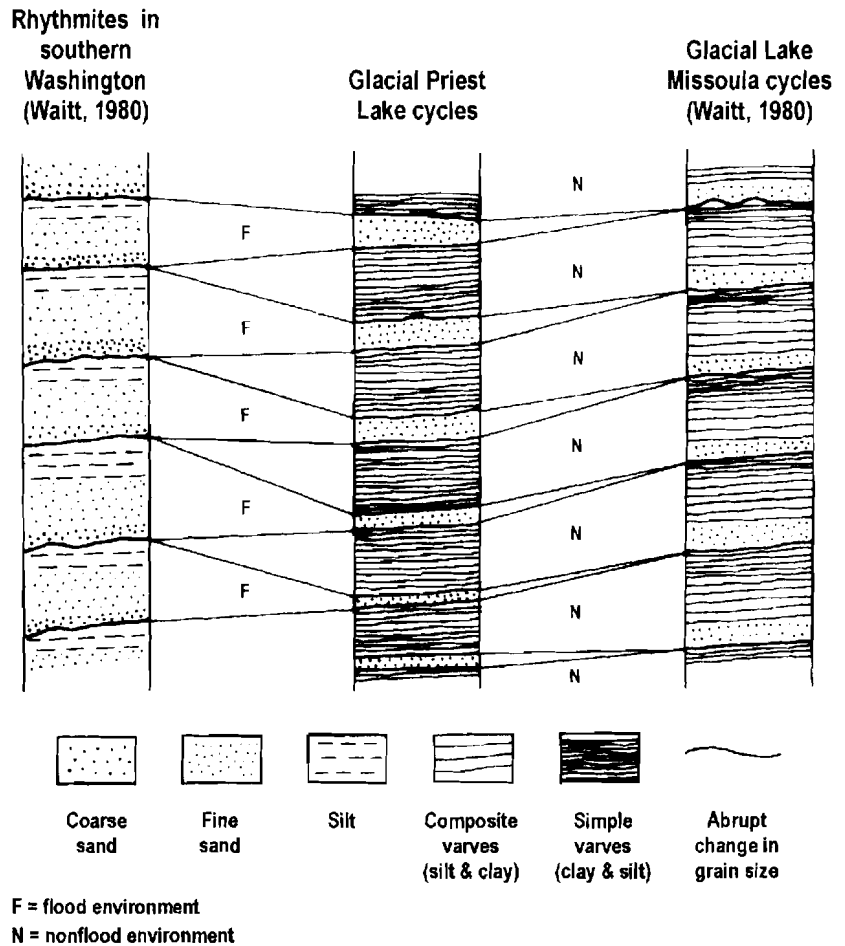 Rhythmites in
southern
Washington
(Waitt, 1980)
Glacial Priest
Lake cycles
Glacial Lake
Missoula cycles
(Waitt, 1980)
N
F
N
F
N
F
N
F
N
F
N
N
Coarse
sand
Fine
sand
Silt
Composite
varves
(silt & clay)
Simple
varves
(clay & silt)
Abrupt
change in
grain size
F = flood environment
N = nonflood environment